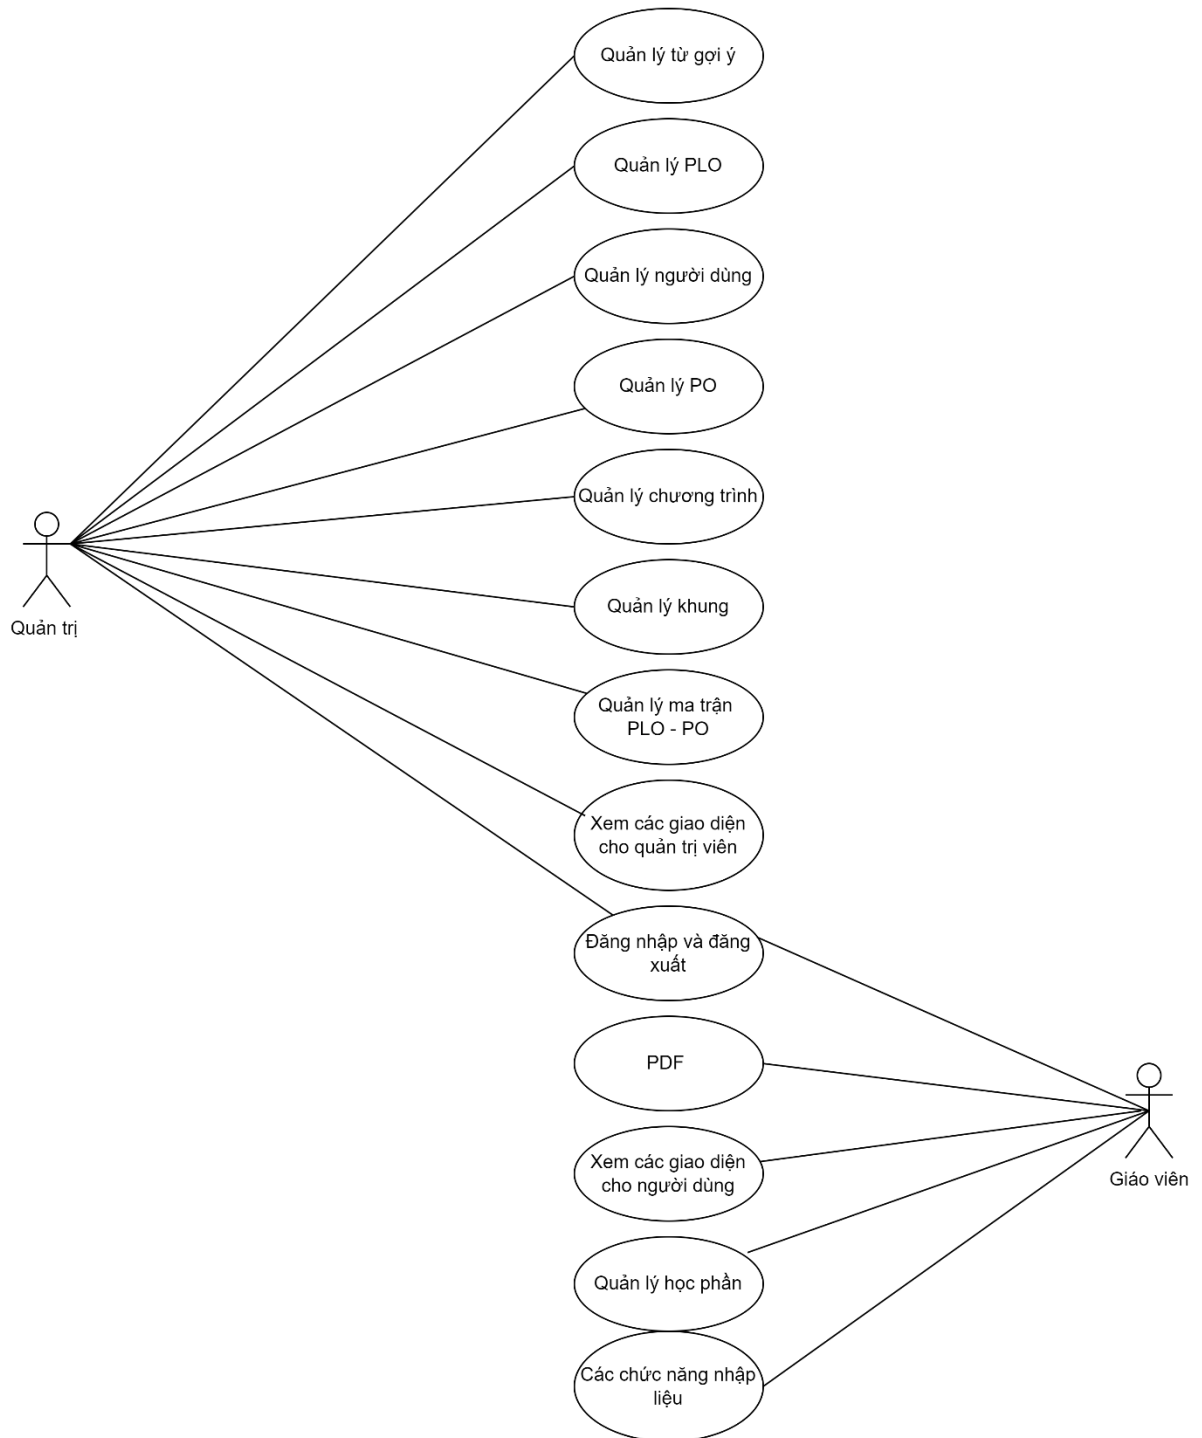 Quản lý từ gợi ý
Quản lý PLO
Quản lý người dùng
Quản lý PO
Quản lý chương trình
Quản lý khung
Quản trị
Quản lý ma trận
PLO - PO
Xem các giao diện
cho quản trị viên
Đăng nhập và đăng
xuất
PDF
Xem các giao diện
cho người dùng
Giáo viên
Quản lý học phần
Các chức năng nhập
liệu